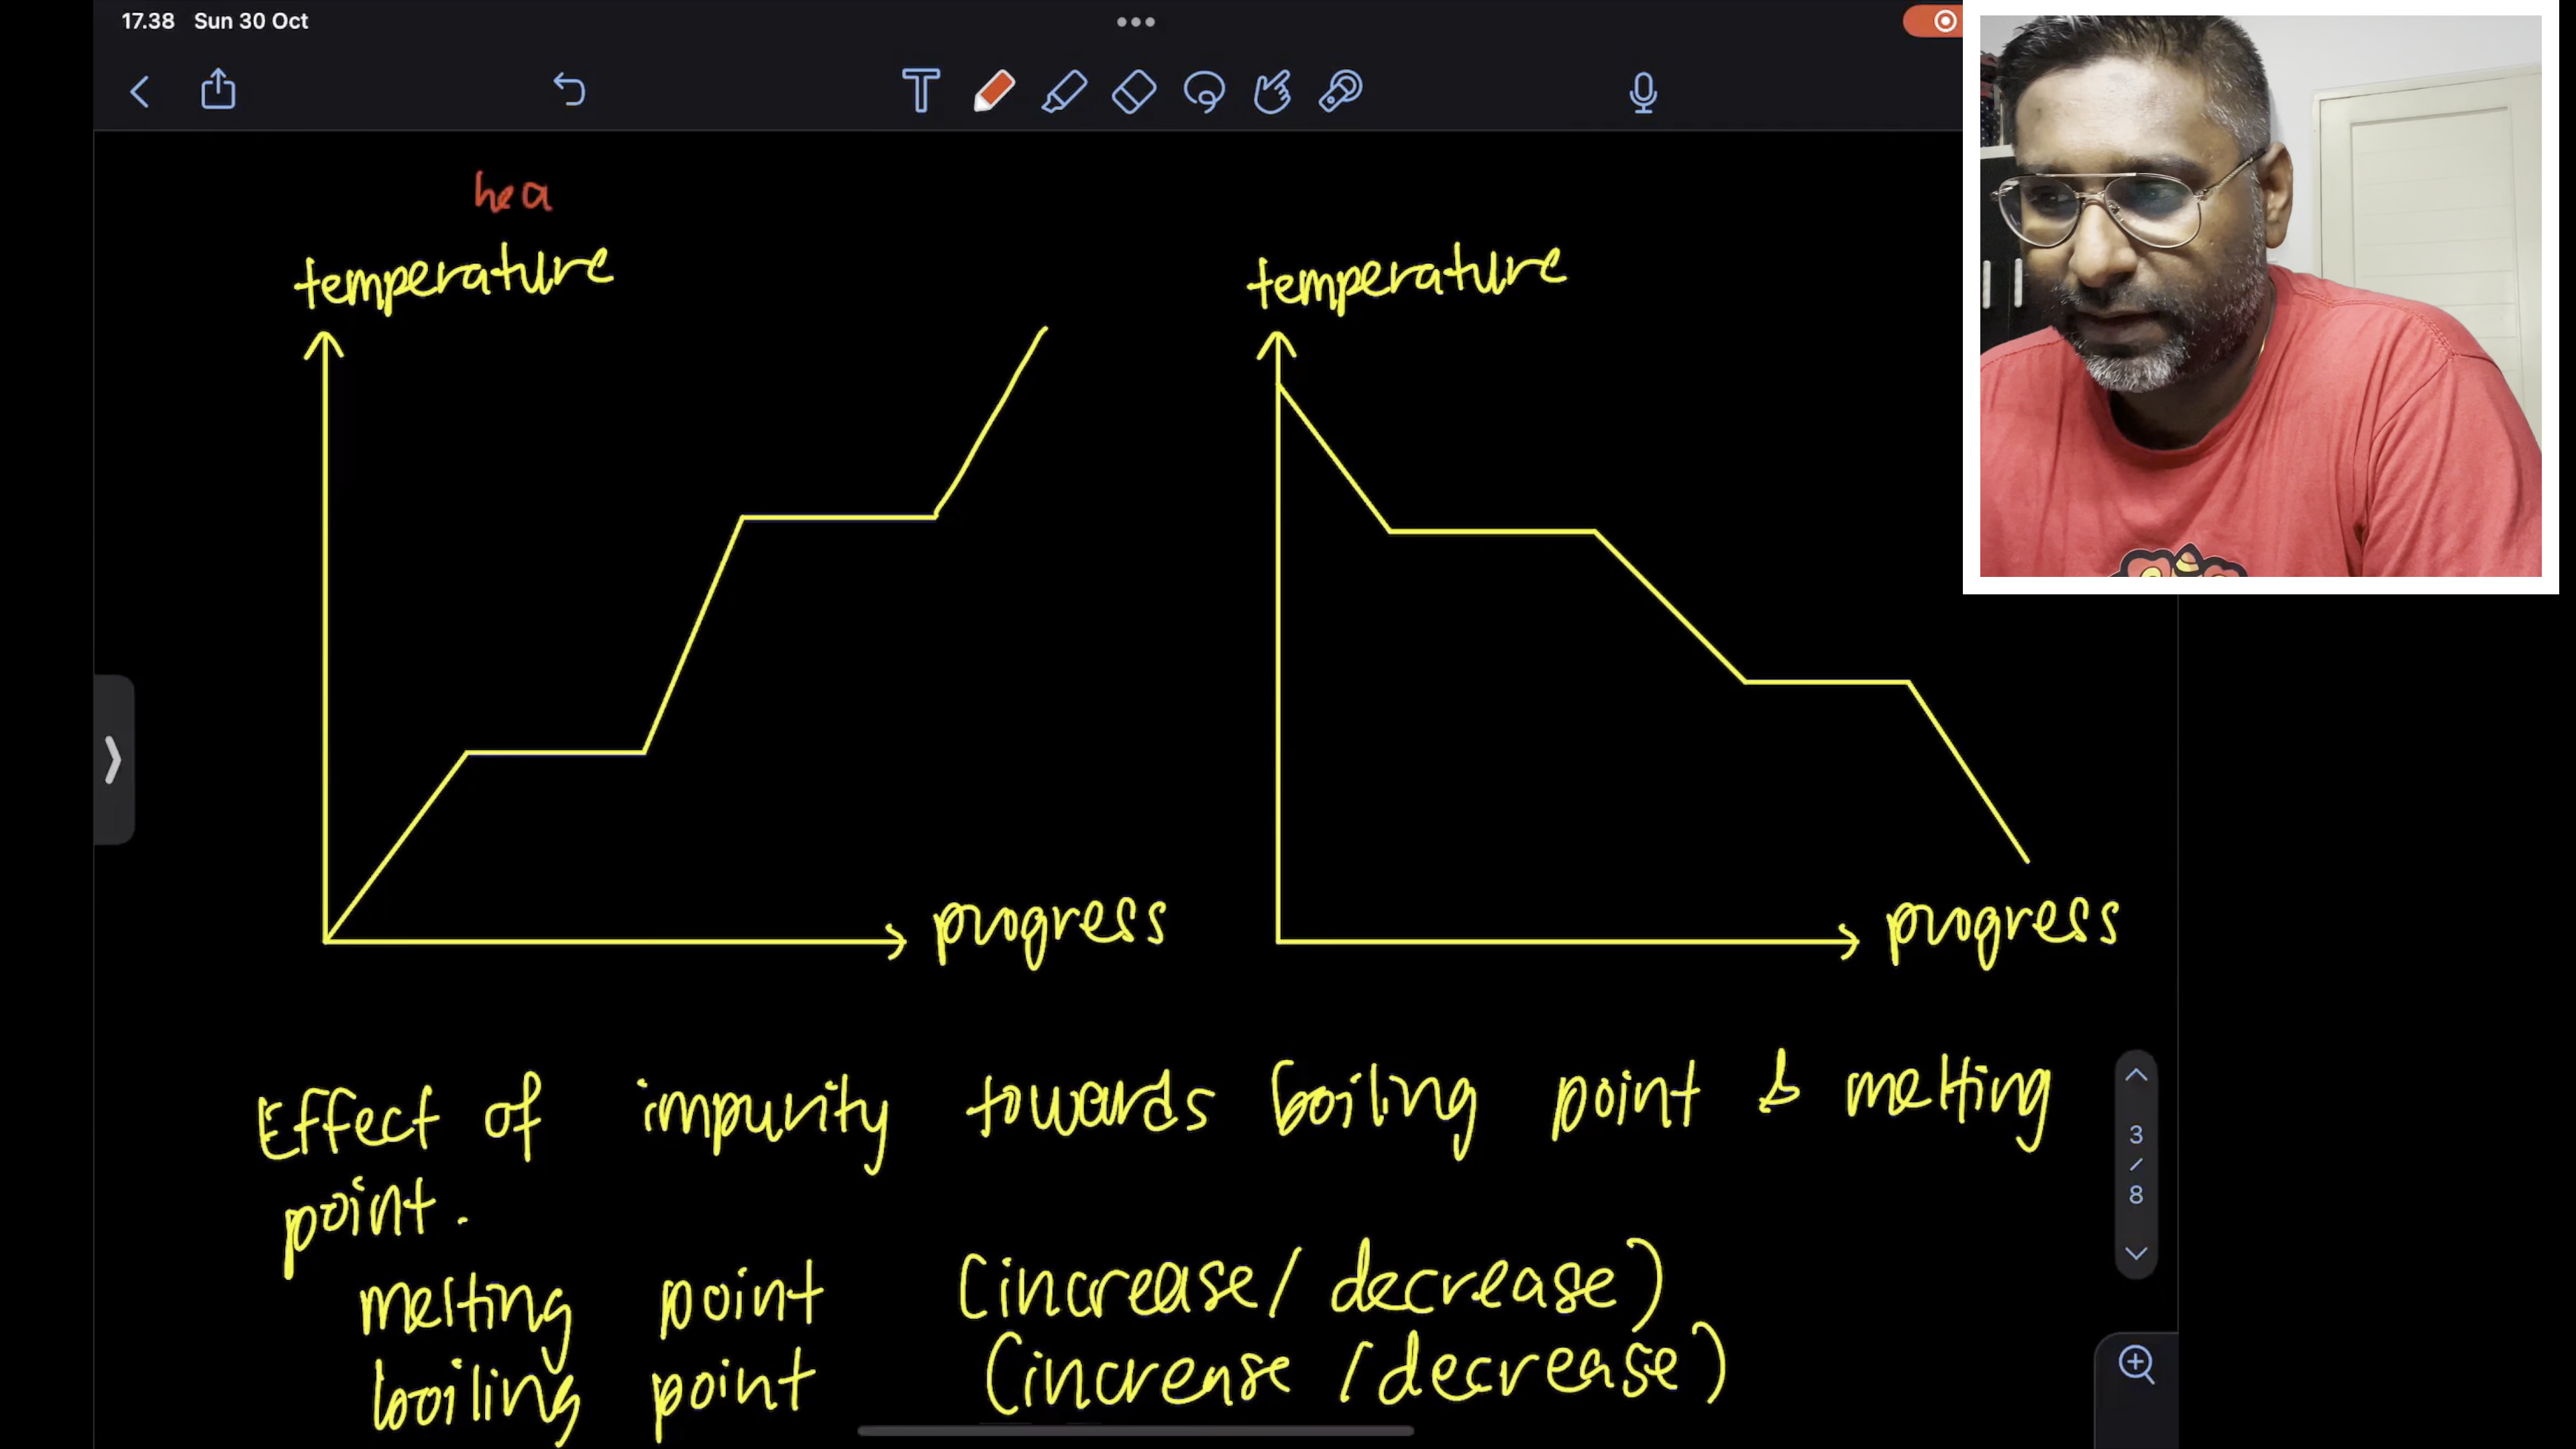 17.38 Sun 30 Oct
T
hea
temperature
temperature
progress
progress
Effect of impurity towards boiling point & melting
point.
melting point (increase/ decrease)
boiling point (increase /decrease)
3
/
8